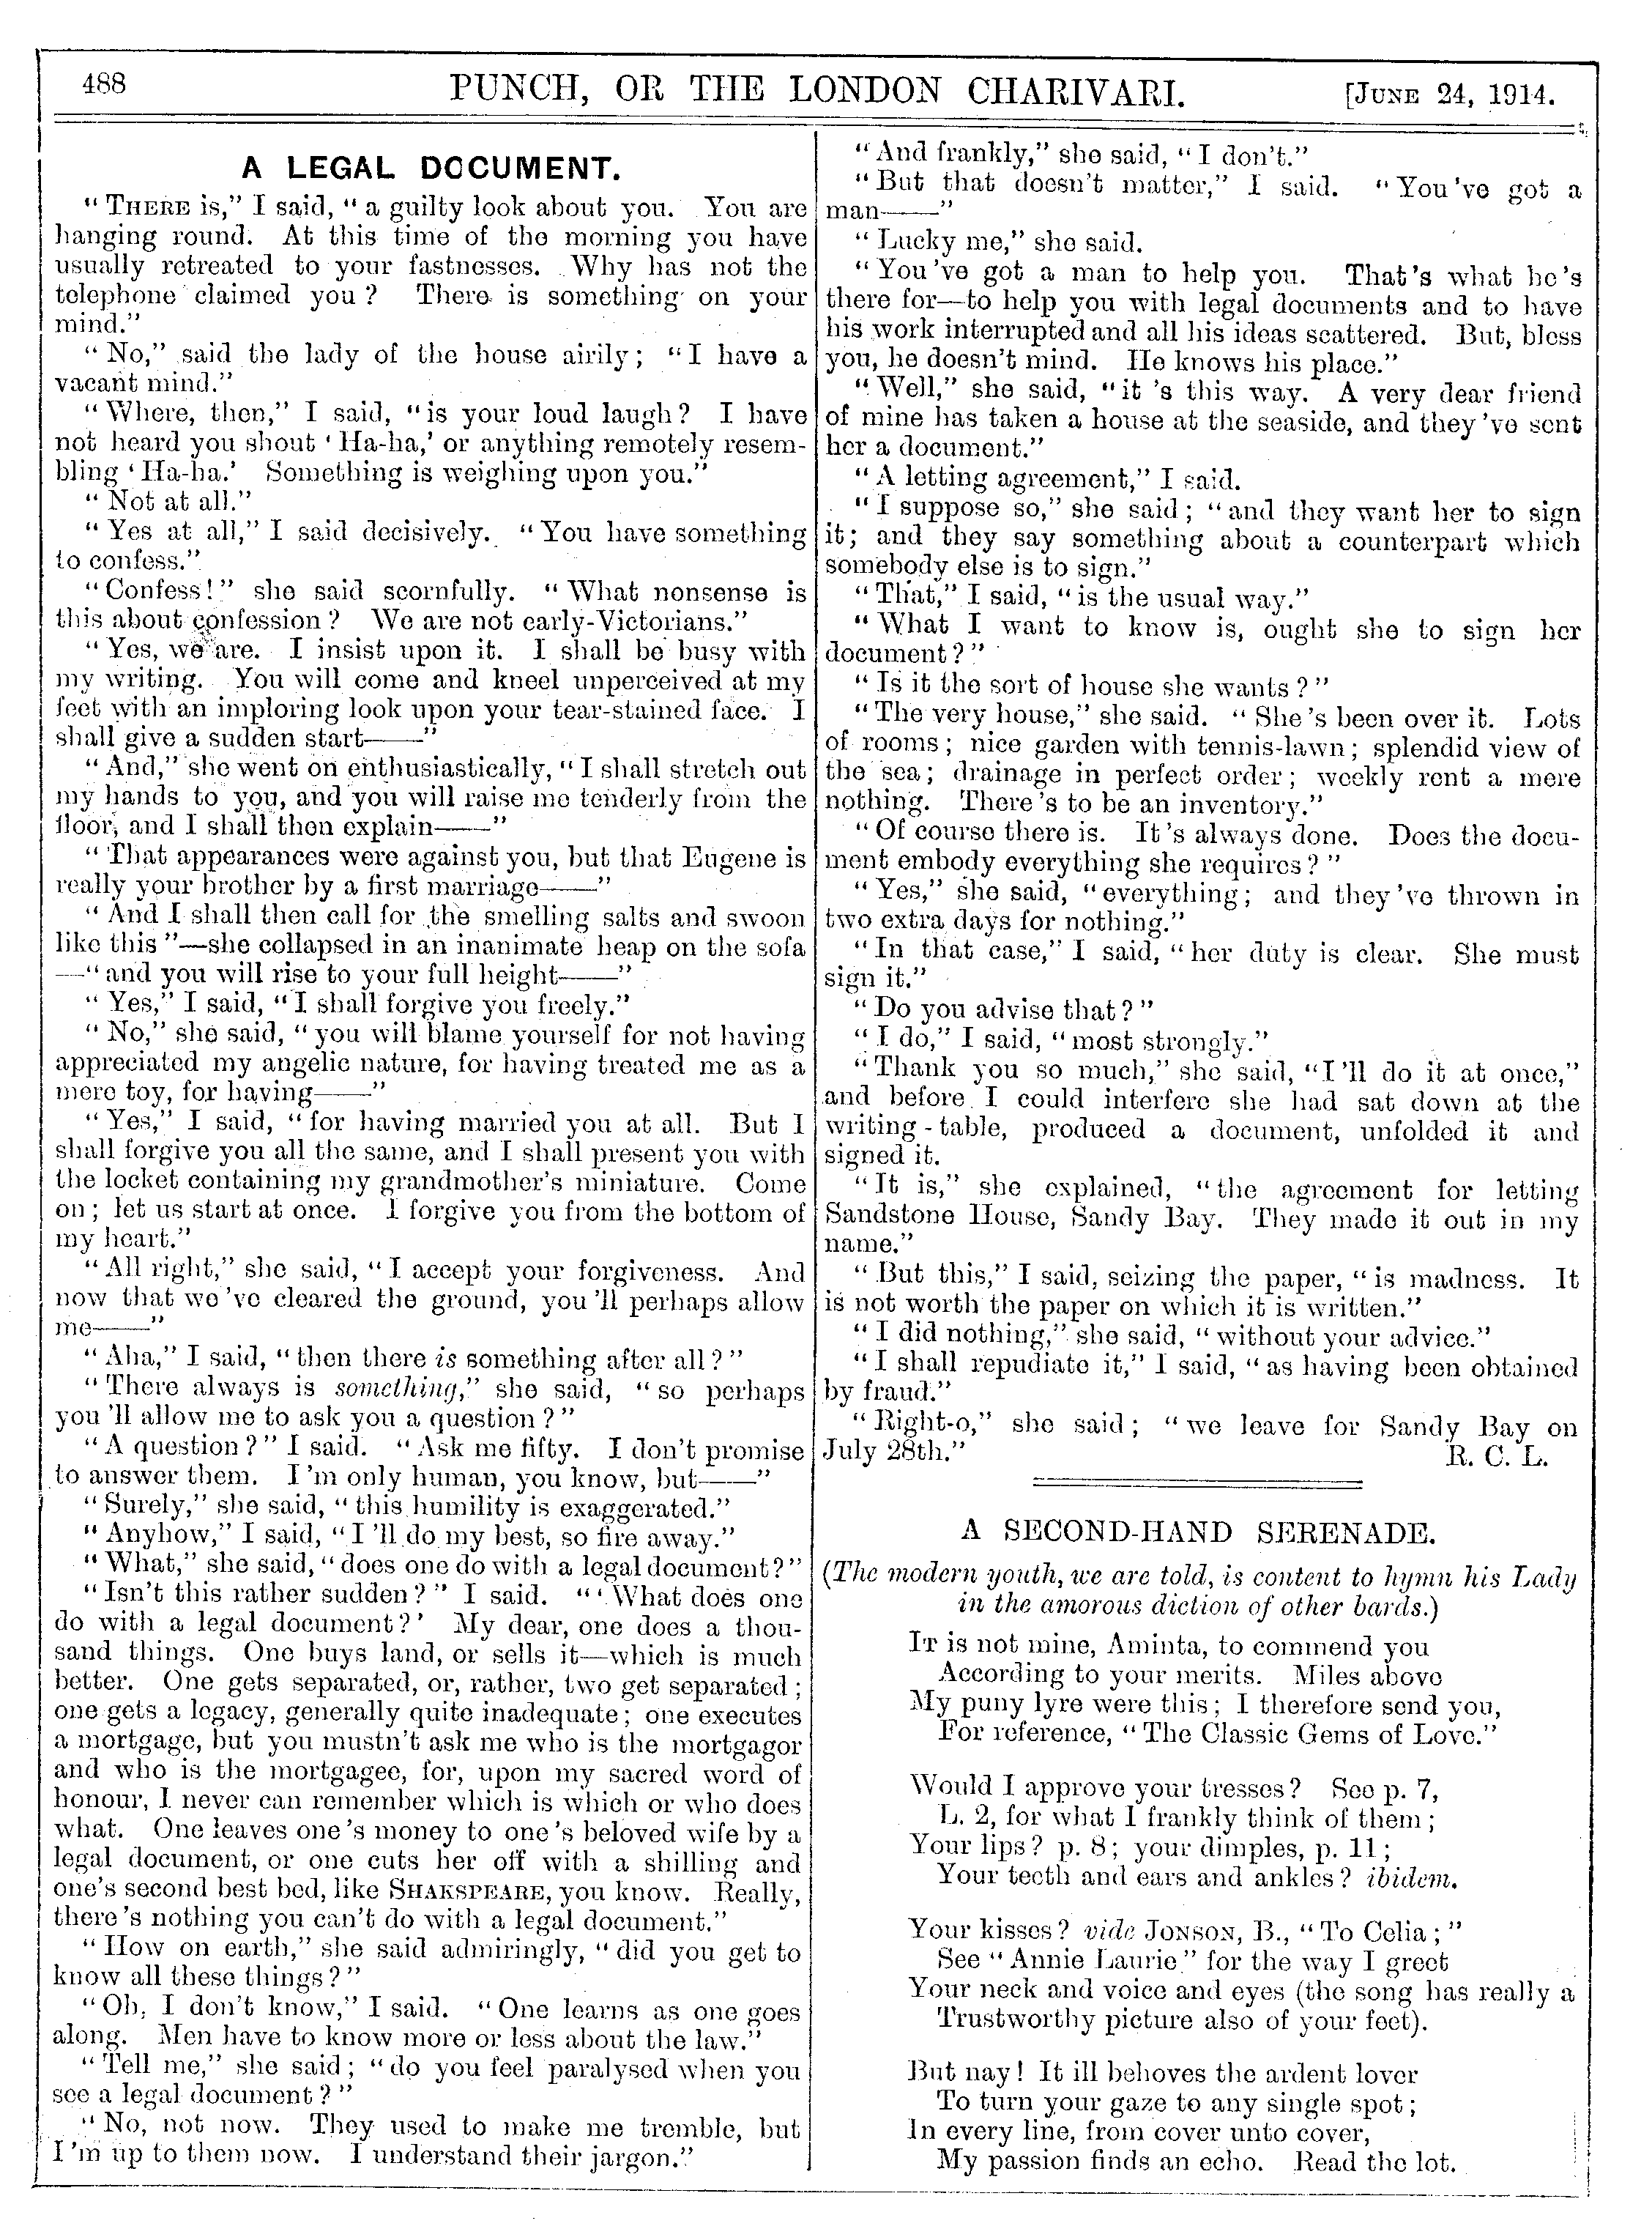 488
PUNCH, OR THE LONDON CHARIVARI.
[JUNE 24, 1914.
A LEGAL DOCUMENT.
“THERE is,” I said, “a guilty look about you. You are
hanging round. At this time of the morning you have
usually retreated to your fastnesses. Why has not the
telephone claimed you? There is something on your
mind.”
“No,” said the lady of the house airily; “I have a
vacant mind.”
“Where, then,” I said, “is your loud laugh? I have
not heard you shout ‘Ha-ha,’ or anything remotely resem-
bling ‘Ha-ha.’ Something is weighing upon you.”
“Not at all.”
“Yes at all,” I said decisively. “You have something
to confess.”
“Confess!” she said scornfully. “What nonsense is
this about confession? We are not early-Victorians.”
“Yes, we are. I insist upon it. I shall be busy with
my writing. You will come and kneel unperceived at my
feet with an imploring look upon your tear-stained face. I
shall give a sudden start——”
“And,” she went on enthusiastically, “I shall stretch out
my hands to you, and you will raise me tenderly from the
floor, and I shall then explain——”
“That appearances were against you, but that Eugene is
really your brother by a first marriage——”
“And I shall then call for the smelling salts and swoon
like this”—she collapsed in an inanimate heap on the sofa
—“and you will rise to your full height——”
“Yes,” I said, “I shall forgive you freely.”
“No,” she said, “you will blame yourself for not having
appreciated my angelic nature, for having treated me as a
mere toy, for having——”
“Yes,” I said, “for having married you at all. But I
shall forgive you all the same, and I shall present you with
the locket containing my grandmother's miniature. Come
on; let us start at once. I forgive you from the bottom of
my heart.”
“All right,” she said, “I accept your forgiveness. And
now that we've cleared the ground, you'll perhaps allow
me——”
“Aha,” I said, “then there is something after all?”
“There always is something,” she said, “so perhaps
you'll allow me to ask you a question?”
“A question?” I said. “Ask me fifty. I don't promise
to answer them. I'm only human, you know, but——”
“Surely,” she said, “this humility is exaggerated.”
“Anyhow,” I said, “I'll do my best, so fire away.”
“What,” she said, “does one do with a legal document?”
“Isn't this rather sudden?” I said. “‘What does one
do with a legal document?’ My dear, one does a thou-
sand things. One buys land, or sells it—which is much
better. One gets separated, or, rather, two get separated;
one gets a legacy, generally quite inadequate; one executes
a mortgage, but you mustn't ask me who is the mortgagor
and who is the mortgagee, for, upon my sacred word of
honour, I never can remember which is which or who does
what. One leaves one's money to one's beloved wife by a
legal document, or one cuts her off with a shilling and
one's second best bed, like SHAKSPEARE, you know. Really,
there's nothing you can't do with a legal document.”
“How on earth,” she said admiringly, “did you get to
know all these things?”
“Oh, I don't know,” I said. “One learns as one goes
along. Men have to know more or less about the law.”
“Tell me,” she said; “do you feel paralysed when you
see a legal document?”
“No, not now. They used to make me tremble, but
I'm up to them now. I understand their jargon.”
“And frankly,” she said, “I don't.”
“But that doesn't matter,” I said. “You've got a
man——”
“Lucky me,” she said.
“You've got a man to help you. That's what he's
there for—to help you with legal documents and to have
his work interrupted and all his ideas scattered. But, bless
you, he doesn't mind. He knows his place.”
“Well,” she said, “it's this way. A very dear friend
of mine has taken a house at the seaside, and they've sent
her a document.”
“A letting agreement,” I said.
“I suppose so,” she said; “and they want her to sign
it; and they say something about a counterpart which
somebody else is to sign.”
“That,” I said, “is the usual way.”
“What I want to know is, ought she to sign her
document?”
“Is it the sort of house she wants?”
“The very house,” she said. “She's been over it. Lots
of rooms; nice garden with tennis-lawn; splendid view of
the sea; drainage in perfect order; weekly rent a mere
nothing. There's to be an inventory.”
“Of course there is. It's always done. Does the docu-
ment embody everything she requires?”
“Yes,” she said, “everything; and they've thrown in
two extra days for nothing.”
“In that case,” I said, “her duty is clear. She must
sign it.”
“Do you advise that?”
“I do,” I said, “most strongly.”
“Thank you so much,” she said, “I'll do it at once,”
and before I could interfere she had sat down at the
writing-table, produced a document, unfolded it and
signed it.
“It is,” she explained, “the agreement for letting
Sandstone House, Sandy Bay. They made it out in my
name.”
“But this,” I said, seizing the paper, “is madness. It
is not worth the paper on which it is written.”
“I did nothing,” she said, “without your advice.”
“I shall repudiate it,” I said, “as having been obtained
by fraud.”
“Right-o,” she said; “we leave for Sandy Bay on
July 28th.”
R. C. L.
A SECOND-HAND SERENADE.
(The modern youth, we are told, is content to hymn his Lady
in the amorous diction of other bards.)
IT is not mine, Aminta, to commend you
According to your merits. Miles above
My puny lyre were this; I therefore send you,
For reference, “The Classic Gems of Love.”
Would I approve your tresses? See p. 7,
L. 2, for what I frankly think of them;
Your lips? p. 8; your dimples, p. 11;
Your teeth and ears and ankles? ibidem.
Your kisses? vide JONSON, B., “To Celia;”
See “Annie Laurie” for the way I greet
Your neck and voice and eyes (the song has really a
Trustworthy picture also of your feet).
But nay! It ill behoves the ardent lover
To turn your gaze to any single spot;
In every line, from cover unto cover,
My passion finds an echo. Read the lot.